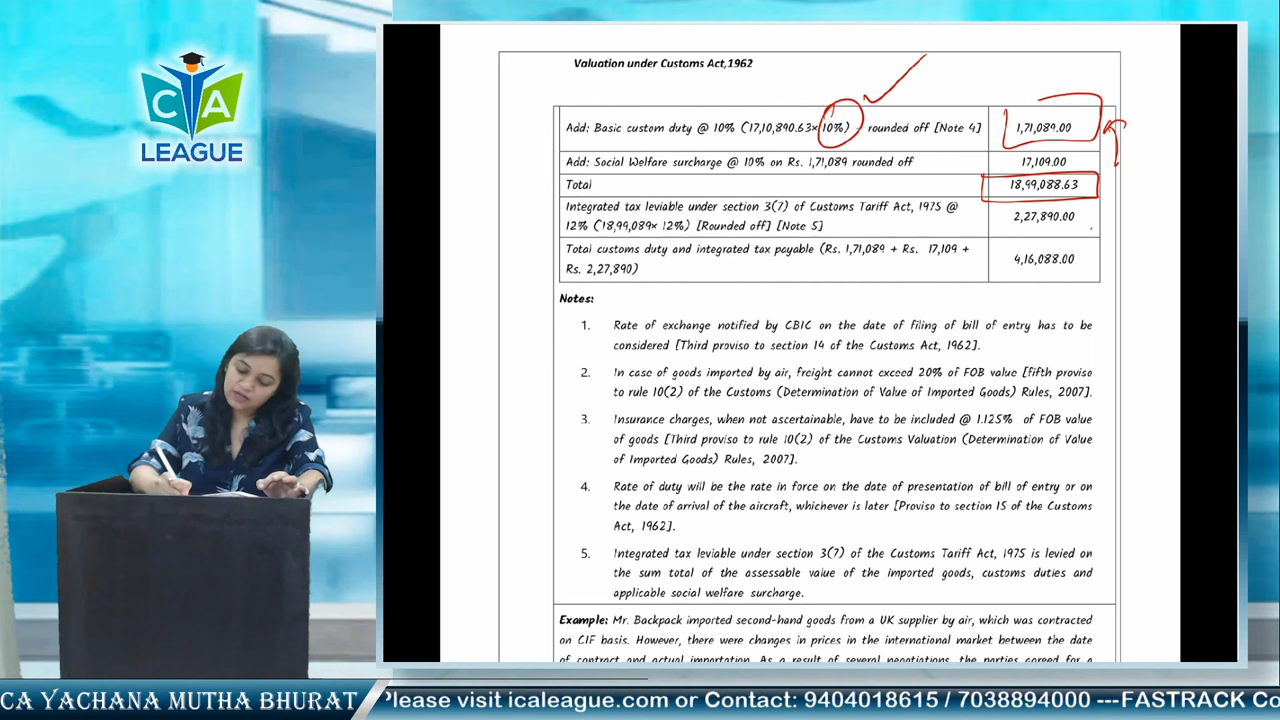 C A
LEAGUE
Valuation under Customs Act,1962
Add: Basic custom duty @ 10% (17,10,890.63× 10%) - rounded off [Note 4] 1,71,089.00
Add: Social Welfare surcharge @ 10% on Rs. 1,71,089 rounded off 17,109.00
Total 18,99,088.63
Integrated tax leviable under section 3(7) of Customs Tariff Act, 1975 @
12% (18,99,089× 12%) [Rounded off] [Note 5] 2,27,890.00
Total customs duty and integrated tax payable (Rs. 1,71,089 + Rs. 17,109 +
Rs. 2,27,890) 4,16,088.00
Notes:
1. Rate of exchange notified by CBIC on the date of filing of bill of entry has to be
considered [Third proviso to section 14 of the Customs Act, 1962].
2. In case of goods imported by air, freight cannot exceed 20% of FOB value [fifth proviso
to rule 10(2) of the Customs (Determination of Value of Imported Goods) Rules, 2007].
3. Insurance charges, when not ascertainable, have to be included @ 1.125% of FOB value
of goods [Third proviso to rule 10(2) of the Customs Valuation (Determination of Value
of Imported Goods) Rules, 2007].
4. Rate of duty will be the rate in force on the date of presentation of bill of entry or on
the date of arrival of the aircraft, whichever is later [Proviso to section 15 of the Customs
Act, 1962].
5. Integrated tax leviable under section 3(7) of the Customs Tariff Act, 1975 is levied on
the sum total of the assessable value of the imported goods, customs duties and
applicable social welfare surcharge.
Example: Mr. Backpack imported second-hand goods from a UK supplier by air, which was contracted
on CIF basis. However, there were changes in prices in the international market between the date
of contract and actual importation. As a result of several negotiations, the parties agreed for a
CA YACHANA MUTHA BHURAT
Please visit icaleague.com or Contact: 9404018615 / 7038894000 ---FASTRACK Co